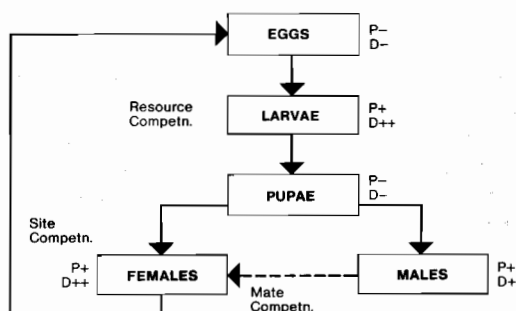 EGGS
P−
D−
Resource
Competn.
LARVAE
P+
D++
PUPAE
P−
D−
Site
Competn.
P+
D++
FEMALES
Mate
Competn.
MALES
P+
D+